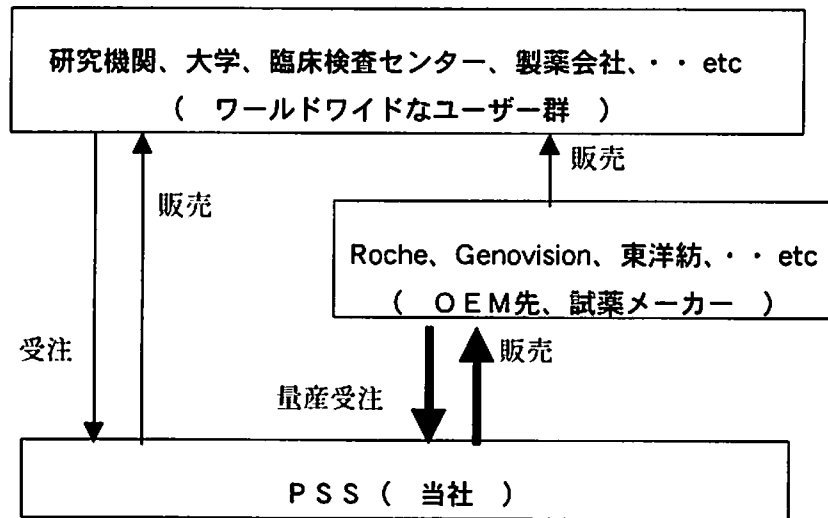 研究機関、大学、臨床検査センター、製薬会社、・・etc
（　ワールドワイドなユーザー群　）
販売
販売
Roche、Genovision、東洋紡、・・etc
（　ＯＥＭ先、試薬メーカー　）
受注
販売
量産受注
ＰＳＳ（　当社　）